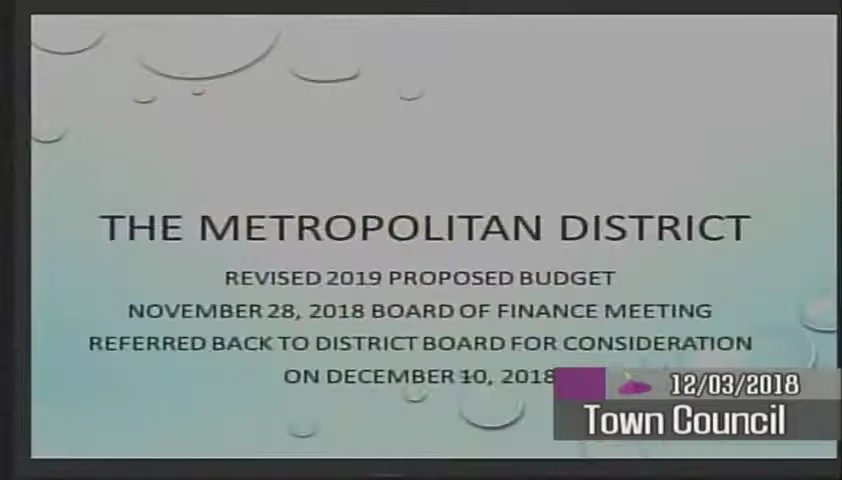 THE METROPOLITAN DISTRICT
REVISED 2019 PROPOSED BUDGET
NOVEMBER 28, 2018 BOARD OF FINANCE MEETING
REFERRED BACK TO DISTRICT BOARD FOR CONSIDERATION
ON DECEMBER 10, 2018
12/03/2018
Town Council